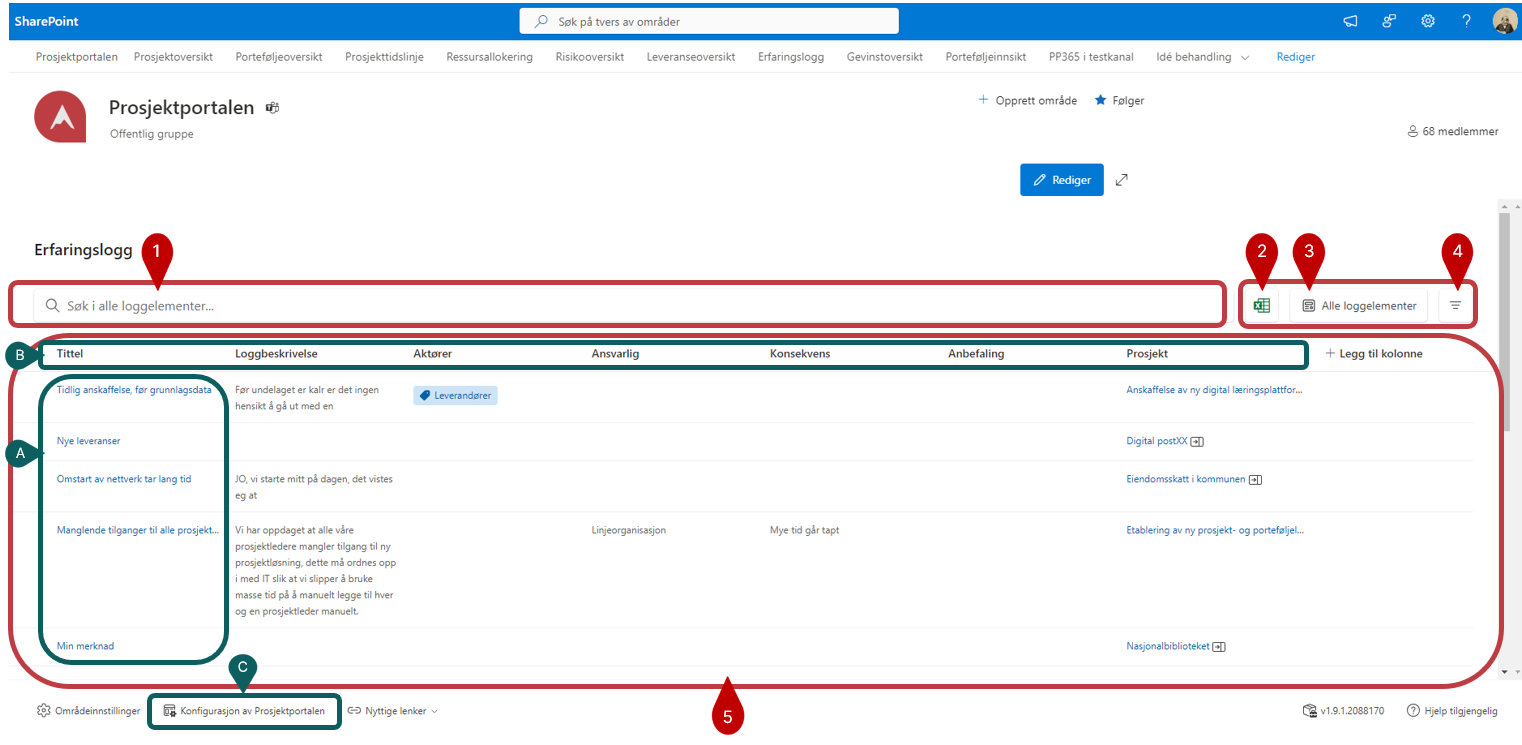 SharePoint
Søk på tvers av områder
Prosjektportalen Prosjektoversikt Porteføljeoversikt Prosjekttidslinje Ressursallokering Risikooversikt Leveranseoversikt Erfaringslogg Gevinstoversikt Porteføljeinnsikt PP365 i testkanal Idé behandling Rediger
Prosjektportalen
Offentlig gruppe
+ Opprett område Følger
68 medlemmer
Rediger
Erfaringslogg
1
2
3
4
Søk i alle loggelementer...
Alle loggelementer
B
Tittel Loggbeskrivelse Aktører Ansvarlig Konsekvens Anbefaling Prosjekt + Legg til kolonne
Tidlig anskaffelse, før grunnlagsdata
Før undelaget er kalr er det ingen
hensikt å gå ut med en
Leverandører
Anskaffelse av ny digital læringsplattfor...
A
Nye leveranser
Digital postXX
Omstart av nettverk tar lang tid
JO, vi starte mitt på dagen, det vistes
eg at
Eiendomsskatt i kommunen
Manglende tilganger til alle prosjekt...
Vi har oppdaget at alle våre
prosjektledere mangler tilgang til ny
prosjektløsning, dette må ordnes opp
i med IT slik at vi slipper å bruke
masse tid på å manuelt legge til hver
og en prosjektleder manuelt.
Linjeorganisasjon
Mye tid går tapt
Etablering av ny prosjekt- og porteføljel...
Min merknad
Nasjonalbiblioteket
C
5
Områdeinnstillinger Konfigurasjon av Prosjektportalen Nyttige lenker
v1.9.1.2088170 Hjelp tilgjengelig